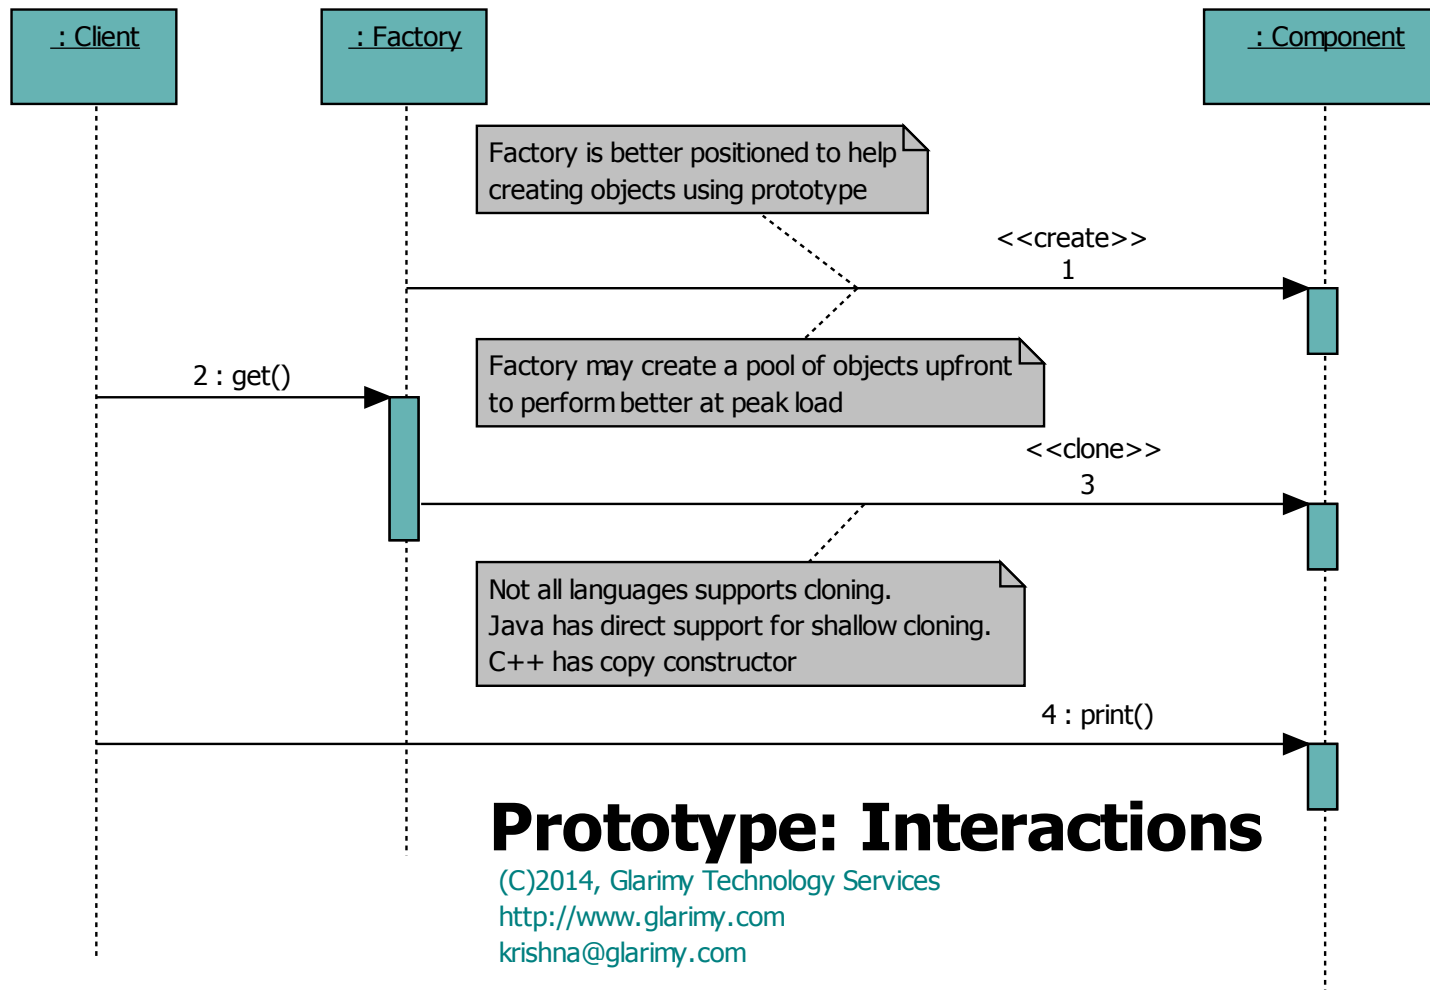 : Client
: Factory
: Component
Factory is better positioned to help
creating objects using prototype
<<create>>
1
Factory may create a pool of objects upfront
to perform better at peak load
2 : get()
<<clone>>
3
Not all languages supports cloning.
Java has direct support for shallow cloning.
C++ has copy constructor
4 : print()
Prototype: Interactions
(C)2014, Glarimy Technology Services
http://www.glarimy.com
krishna@glarimy.com